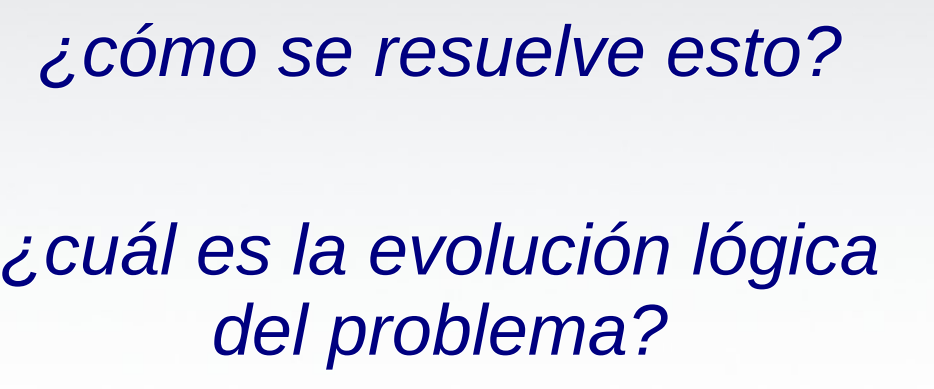 ¿cómo se resuelve esto?
¿cuál es la evolución lógica
del problema?